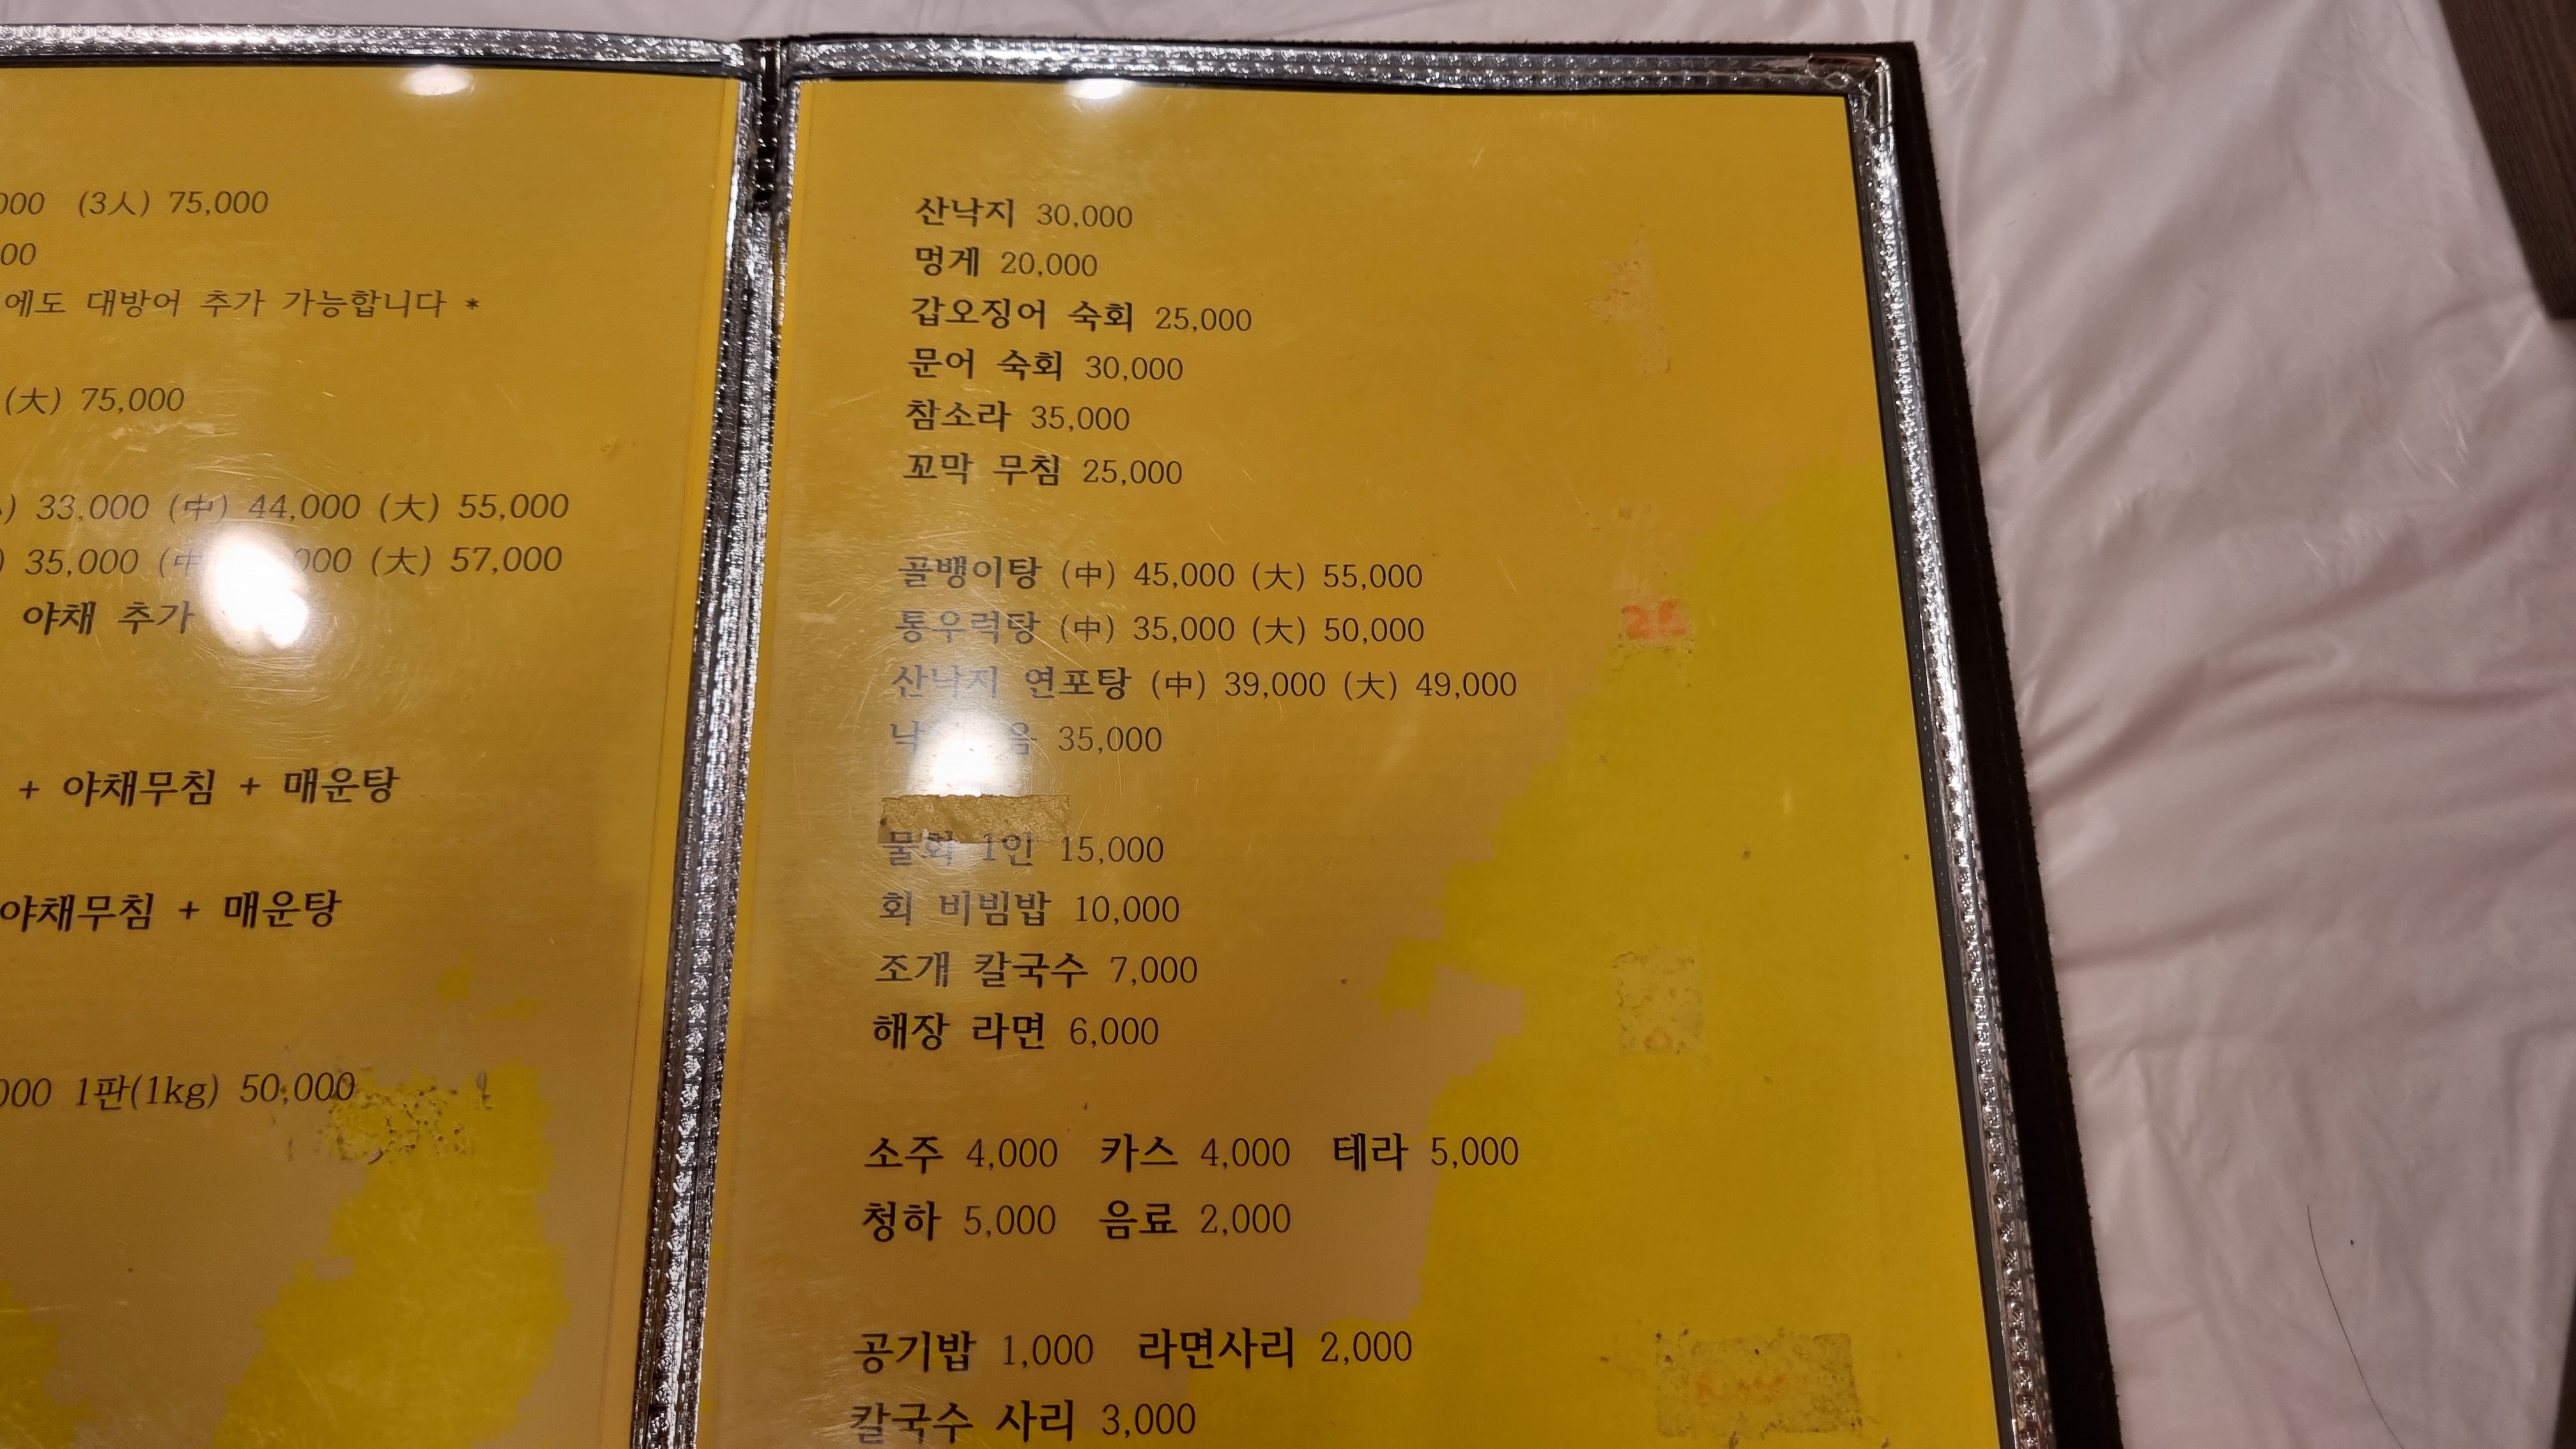 000 (3人) 75,000
00
에도 대방어 추가 가능합니다 *
(大) 75,000
) 33,000 (中) 44,000 (大) 55,000
) 35,000 (中 000 (大) 57,000
야채 추가
+ 야채무침 + 매운탕
야채무침 + 매운탕
000 1판(1kg) 50,000
산낙지 30,000
멍게 20,000
갑오징어 숙회 25,000
문어 숙회 30,000
참소라 35,000
꼬막 무침 25,000
골뱅이탕 (中) 45,000 (大) 55,000
통우럭탕 (中) 35,000 (大) 50,000
산낙지 연포탕 (中) 39,000 (大) 49,000
35,000
물회 1인 15,000
회 비빔밥 10,000
조개 칼국수 7,000
해장 라면 6,000
소주 4,000 카스 4,000 테라 5,000
청하 5,000 음료 2,000
공기밥 1,000 라면사리 2,000
칼국수 사리 3,000